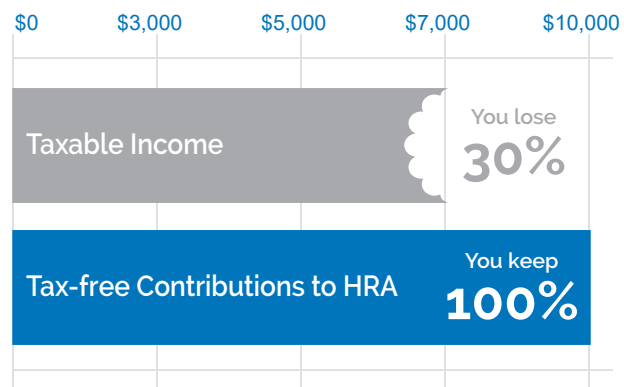 $0 $3,000 $5,000 $7,000 $10,000
Taxable Income
You lose
30%
Tax-free Contributions to HRA
You keep
100%